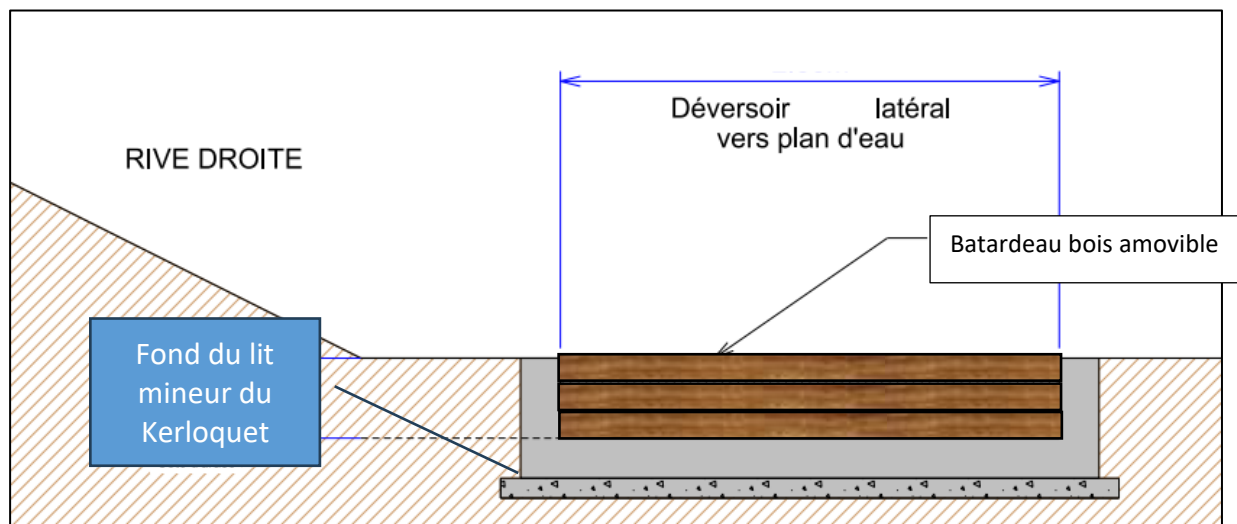 Déversoir latéral
vers plan d'eau
RIVE DROITE
Batardeau bois amovible
Fond du lit
mineur du
Kerloquet